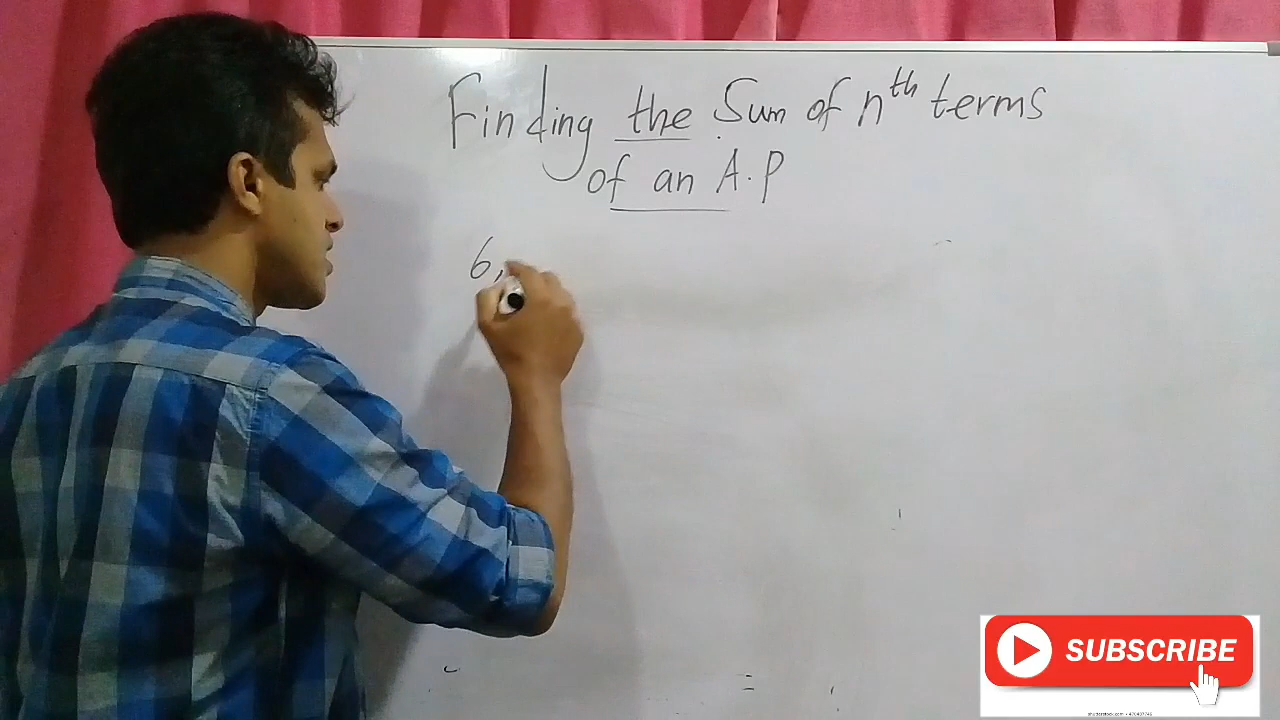 Finding the Sum of nth terms
of an A.P
6,
SUBSCRIBE